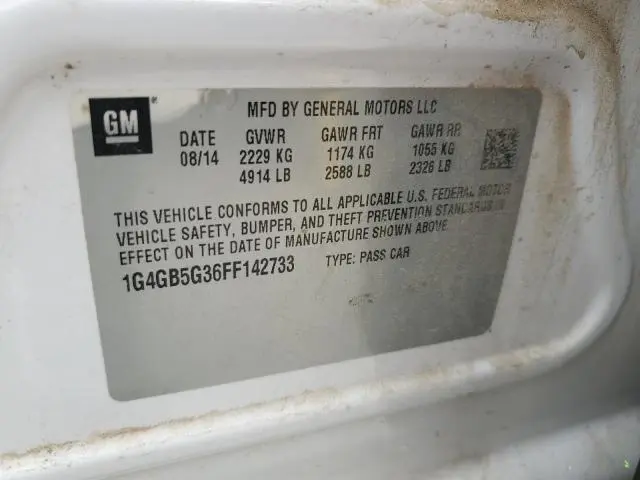 GM
MFD BY GENERAL MOTORS LLC
DATE GVWR GAWR FRT GAWR RR
08/14 2229 KG 1174 KG 1055 KG
4914 LB 2588 LB 2326 LB
THIS VEHICLE CONFORMS TO ALL APPLICABLE U.S. FEDERAL MOTOR
VEHICLE SAFETY, BUMPER, AND THEFT PREVENTION STANDARDS IN
EFFECT ON THE DATE OF MANUFACTURE SHOWN ABOVE.
1G4GB5G36FF142733 TYPE: PASS CAR